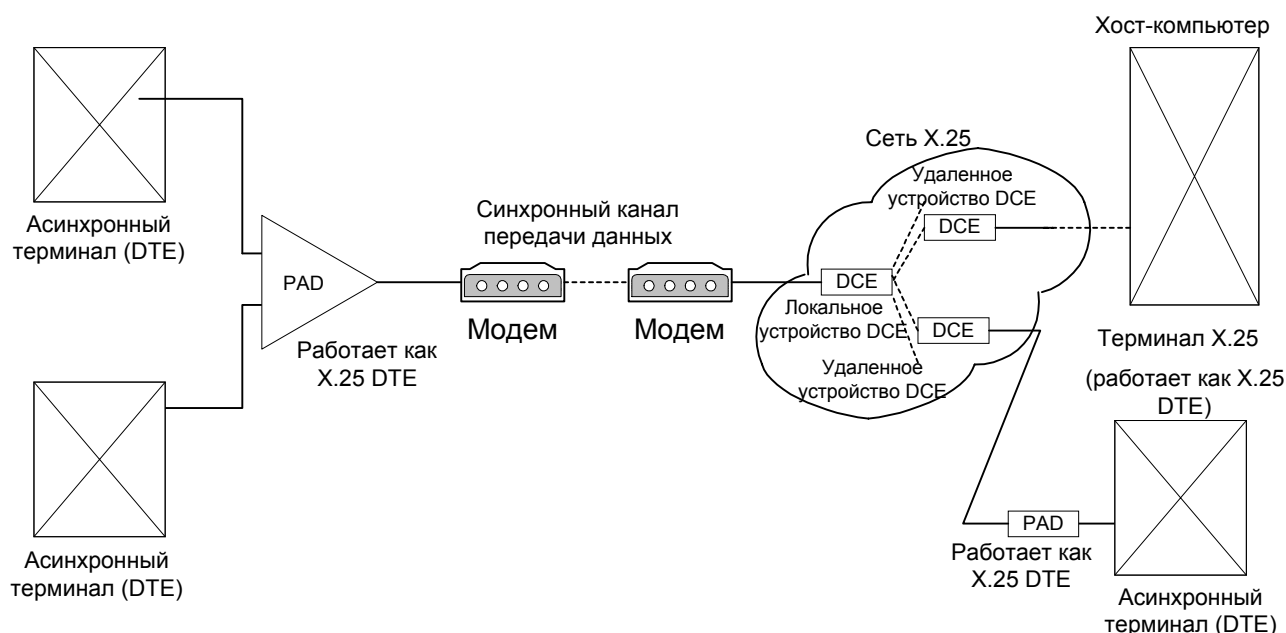 Хост-компьютер
Сеть X.25
Удаленное
устройство DCE
DCE
Асинхронный
терминал (DTE)
Синхронный канал
передачи данных
PAD
DCE
Модем
Модем
Локальное
устройство DCE
DCE
Работает как
X.25 DTE
Удаленное
устройство DCE
Терминал X.25
(работает как X.25
DTE)
PAD
Работает как
X.25 DTE
Асинхронный
терминал (DTE)
Асинхронный
терминал (DTE)